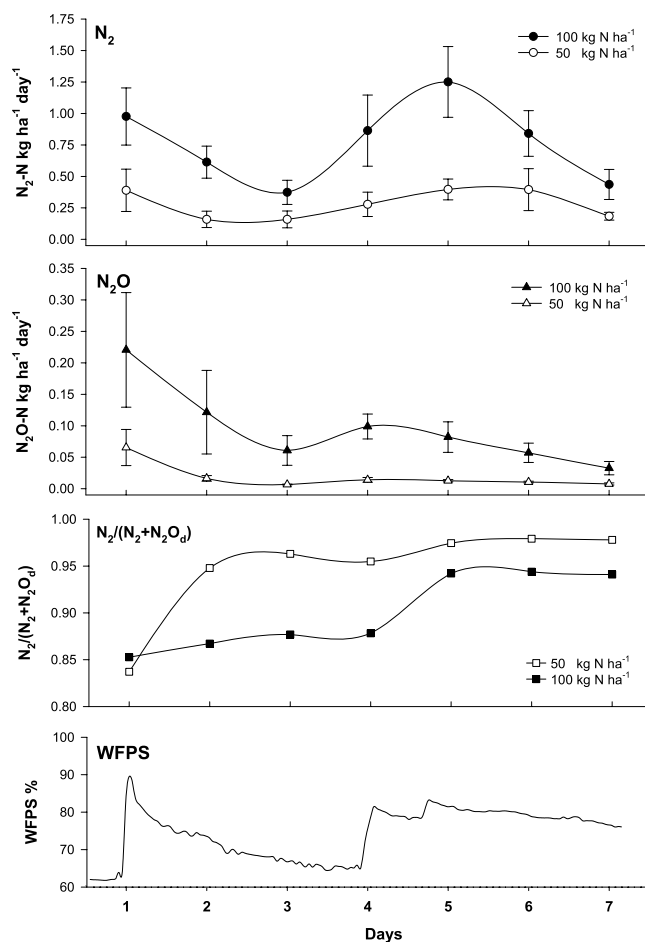 N₂
100 kg N ha⁻¹
50 kg N ha⁻¹
N₂-N kg ha⁻¹ day⁻¹
1.75
1.50
1.25
1.00
0.75
0.50
0.25
0.00
N₂O
100 kg N ha⁻¹
50 kg N ha⁻¹
N₂O-N kg ha⁻¹ day⁻¹
0.35
0.30
0.25
0.20
0.15
0.10
0.05
0.00
N₂/(N₂+N₂O_d)
N₂/(N₂+N₂O_d)
1.00
0.95
0.90
0.85
0.80
50 kg N ha⁻¹
100 kg N ha⁻¹
WFPS
WFPS %
100
90
80
70
60
1 2 3 4 5 6 7
Days